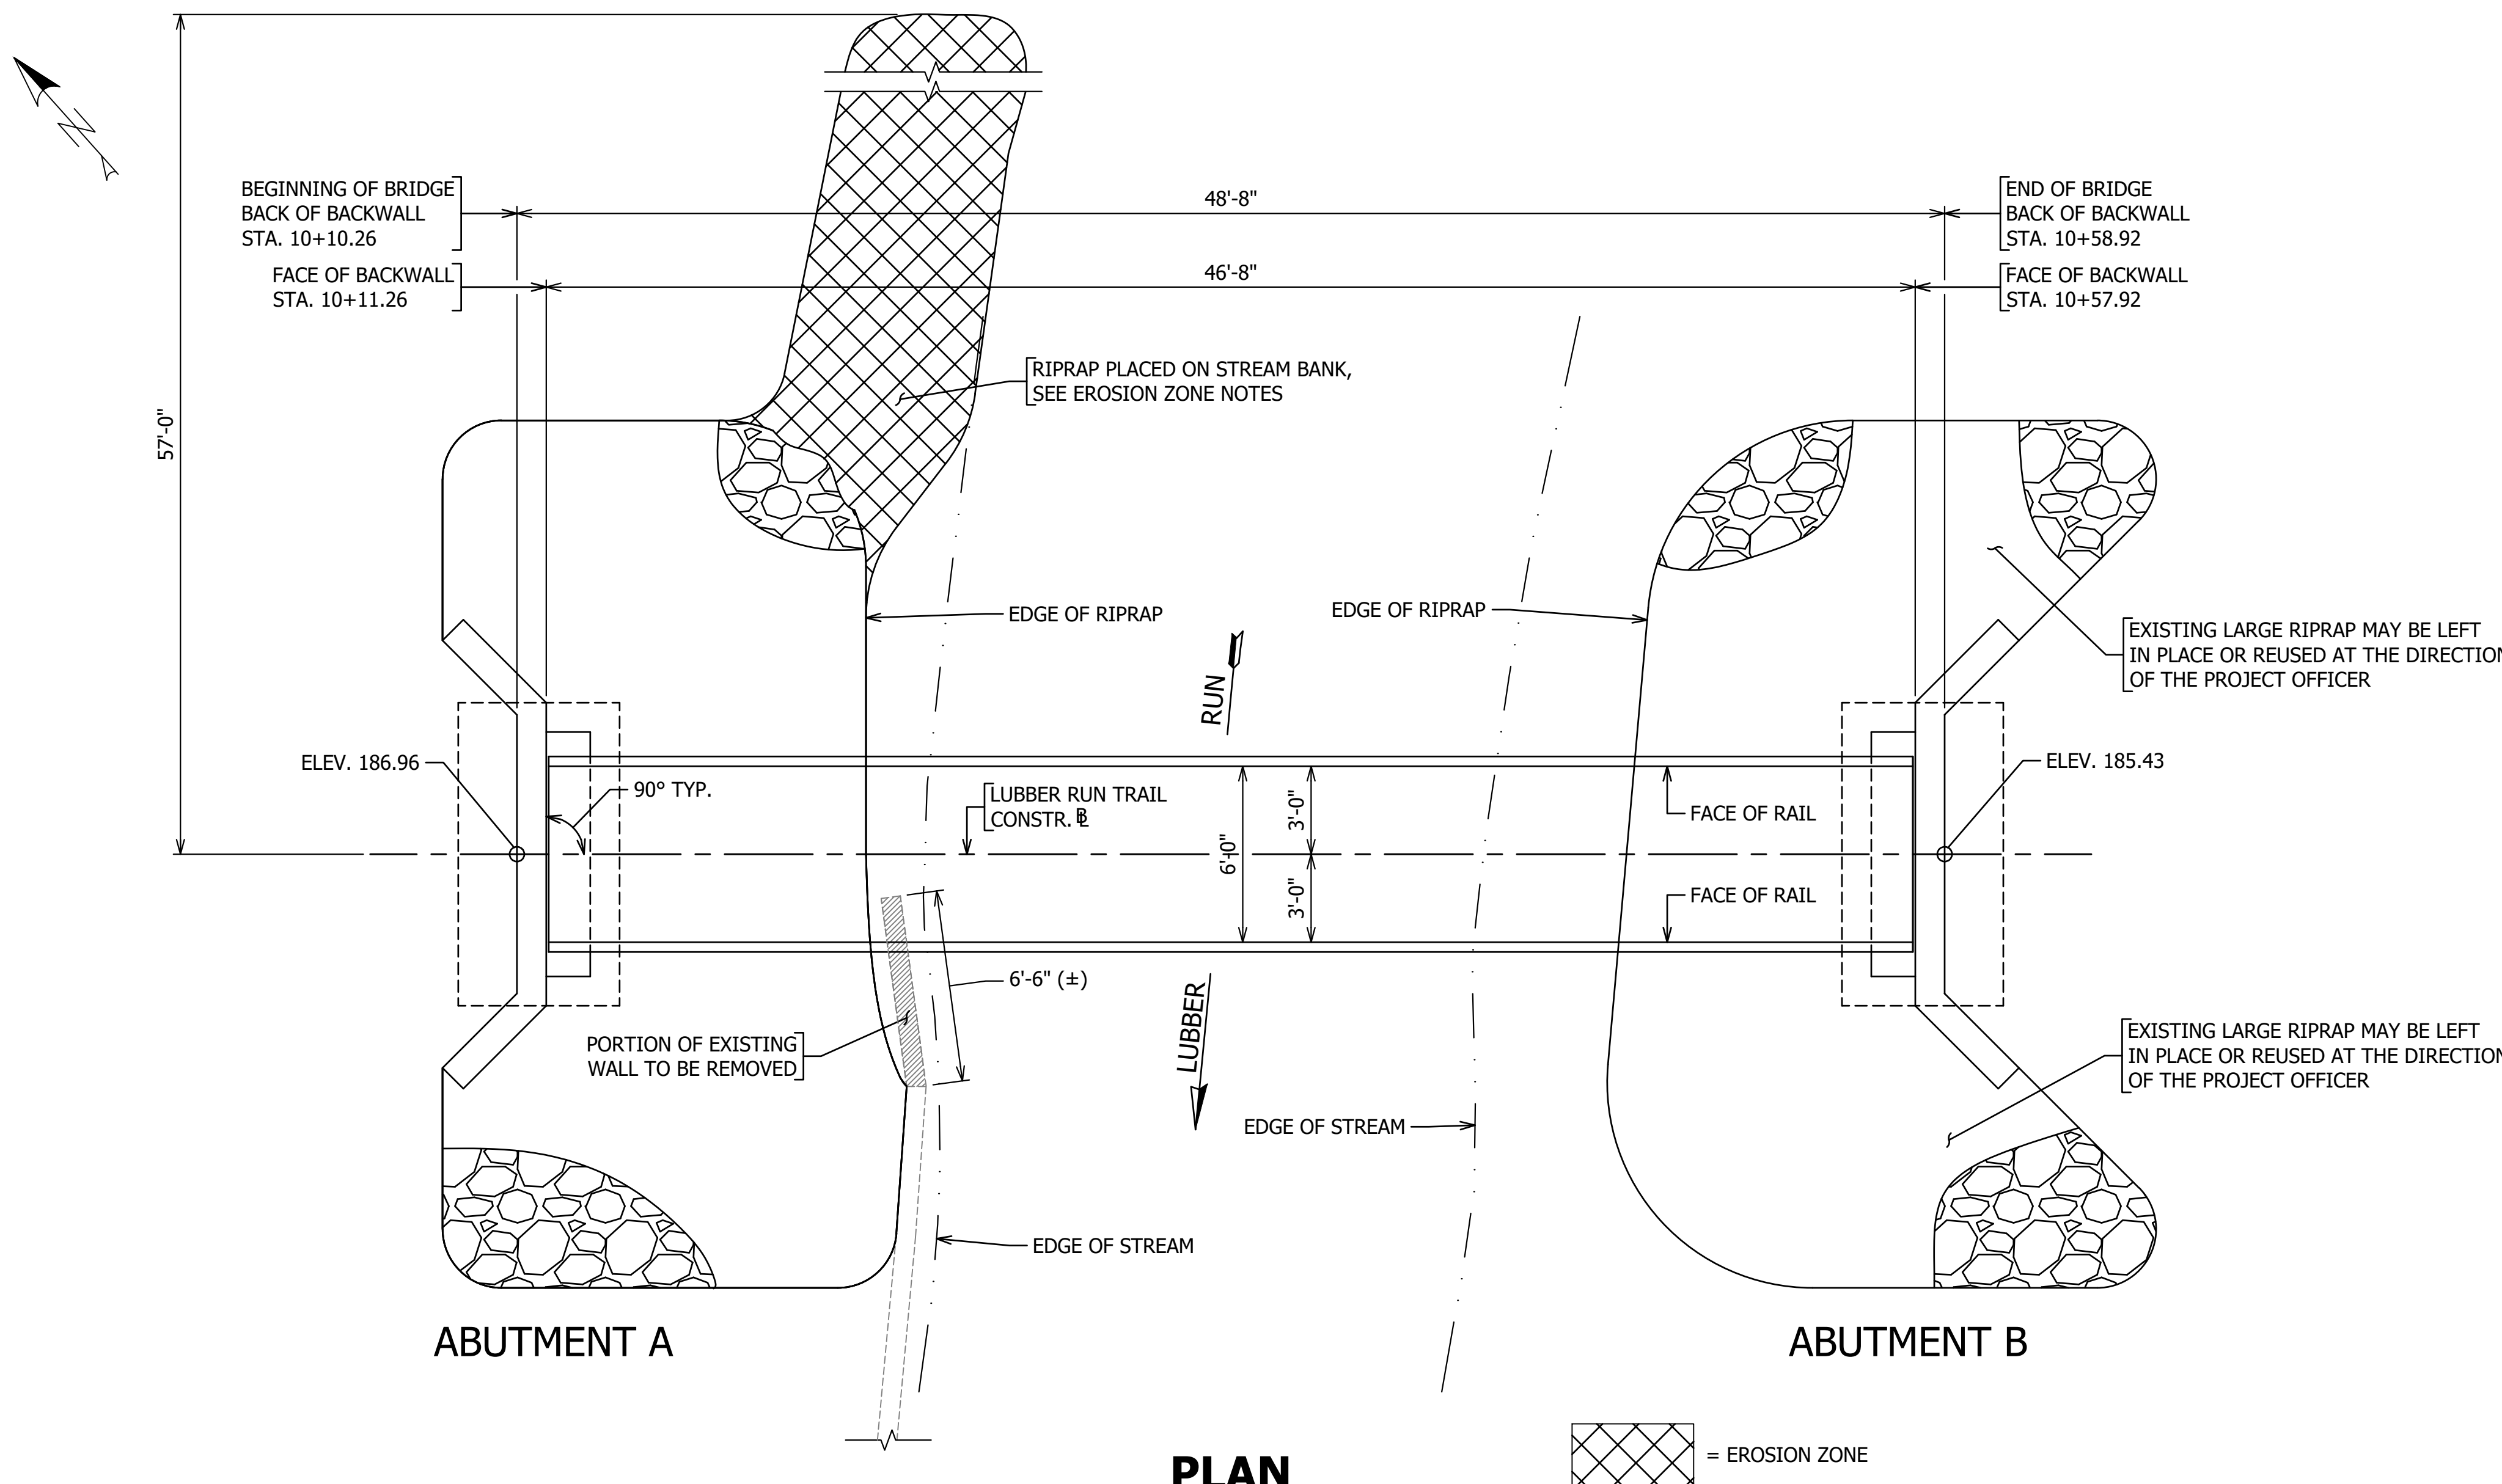 BEGINNING OF BRIDGE
BACK OF BACKWALL
STA. 10+10.26
48'-8"
END OF BRIDGE
BACK OF BACKWALL
STA. 10+58.92
FACE OF BACKWALL
STA. 10+11.26
46'-8"
FACE OF BACKWALL
STA. 10+57.92
N
RIPRAP PLACED ON STREAM BANK,
SEE EROSION ZONE NOTES
57'-0"
EDGE OF RIPRAP
EDGE OF RIPRAP
EXISTING LARGE RIPRAP MAY BE LEFT
IN PLACE OR REUSED AT THE DIRECTION
OF THE PROJECT OFFICER
RUN
ELEV. 186.96
90° TYP.
LUBBER RUN TRAIL
CONSTR. BL
6'-0"
3'-0"
3'-0"
FACE OF RAIL
FACE OF RAIL
ELEV. 185.43
6'-6" (±)
PORTION OF EXISTING
WALL TO BE REMOVED
LUBBER
EXISTING LARGE RIPRAP MAY BE LEFT
IN PLACE OR REUSED AT THE DIRECTION
OF THE PROJECT OFFICER
EDGE OF STREAM
EDGE OF STREAM
ABUTMENT A
ABUTMENT B
PLAN
= EROSION ZONE